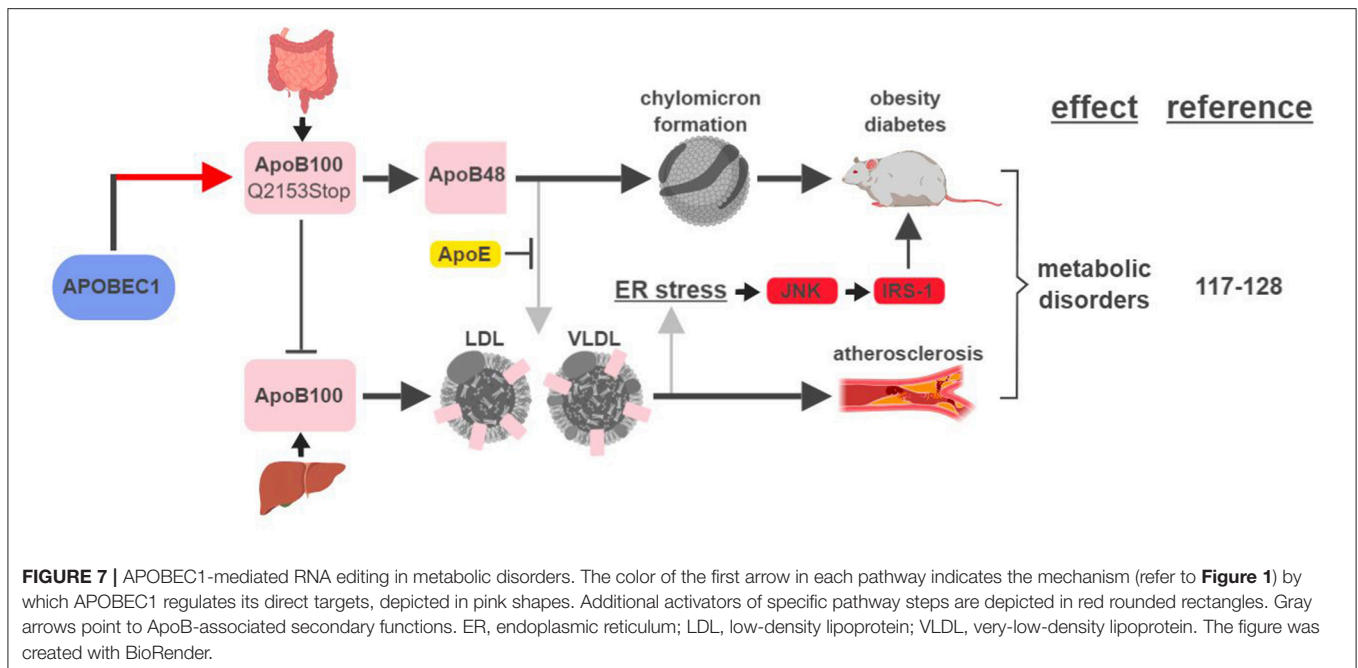 chylomicron
formation
obesity
diabetes
effect
reference
ApoB100
Q2153Stop
ApoB48
APOBEC1
ApoE
ER stress
JNK
IRS-1
metabolic
disorders
117-128
LDL
VLDL
atherosclerosis
ApoB100
FIGURE 7 | APOBEC1-mediated RNA editing in metabolic disorders. The color of the first arrow in each pathway indicates the mechanism (refer to Figure 1) by
which APOBEC1 regulates its direct targets, depicted in pink shapes. Additional activators of specific pathway steps are depicted in red rounded rectangles. Gray
arrows point to ApoB-associated secondary functions. ER, endoplasmic reticulum; LDL, low-density lipoprotein; VLDL, very-low-density lipoprotein. The figure was
created with BioRender.